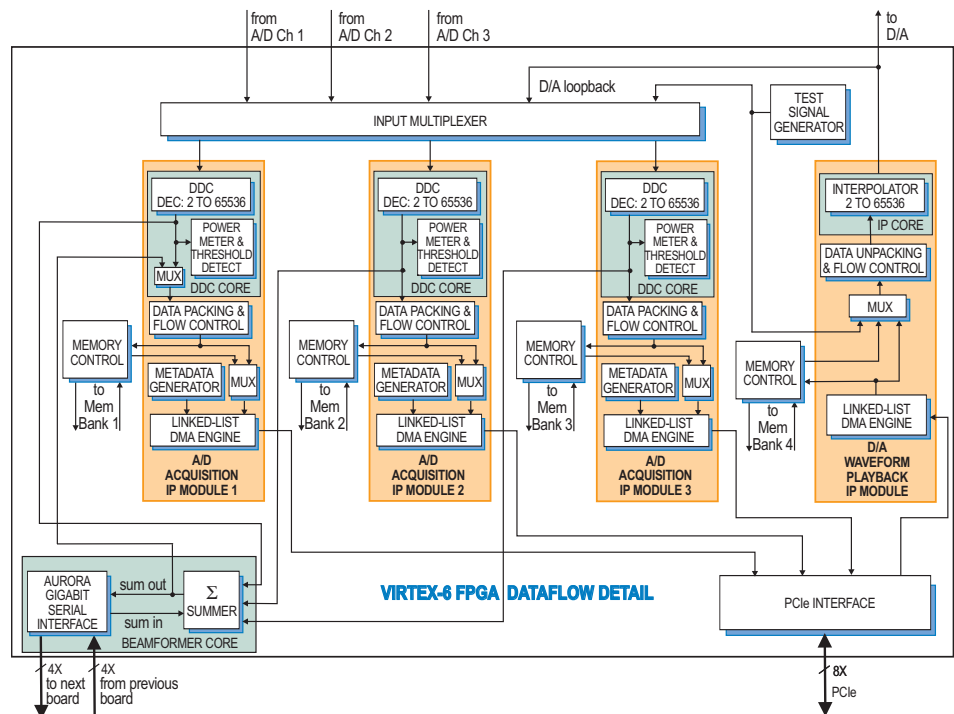 from
A/D Ch 1
from
A/D Ch 2
from
A/D Ch 3
to
D/A
D/A loopback
TEST
SIGNAL
GENERATOR
INPUT MULTIPLEXER
DDC
DEC: 2 TO 65536
POWER
METER &
THRESHOLD
DETECT
MUX
DDC CORE
DATA PACKING &
FLOW CONTROL
MEMORY
CONTROL
METADATA
GENERATOR
MUX
to
Mem
Bank 1
LINKED-LIST
DMA ENGINE
A/D
ACQUISITION
IP MODULE 1
DDC
DEC: 2 TO 65536
POWER
METER &
THRESHOLD
DETECT
DDC CORE
DATA PACKING &
FLOW CONTROL
MEMORY
CONTROL
METADATA
GENERATOR
MUX
to
Mem
Bank 2
LINKED-LIST
DMA ENGINE
A/D
ACQUISITION
IP MODULE 2
DDC
DEC: 2 TO 65536
POWER
METER &
THRESHOLD
DETECT
DDC CORE
DATA PACKING &
FLOW CONTROL
MEMORY
CONTROL
METADATA
GENERATOR
MUX
to
Mem
Bank 3
LINKED-LIST
DMA ENGINE
A/D
ACQUISITION
IP MODULE 3
INTERPOLATOR
2 TO 65536
IP CORE
DATA UNPACKING
& FLOW CONTROL
MUX
MEMORY
CONTROL
to
Mem
Bank 4
LINKED-LIST
DMA ENGINE
D/A
WAVEFORM
PLAYBACK
IP MODULE
AURORA
GIGABIT
SERIAL
INTERFACE
sum out
sum in
Σ
SUMMER
BEAMFORMER CORE
VIRTEX-6 FPGA DATAFLOW DETAIL
PCIe INTERFACE
4X
to next
board
4X
from previous
board
8X
PCIe